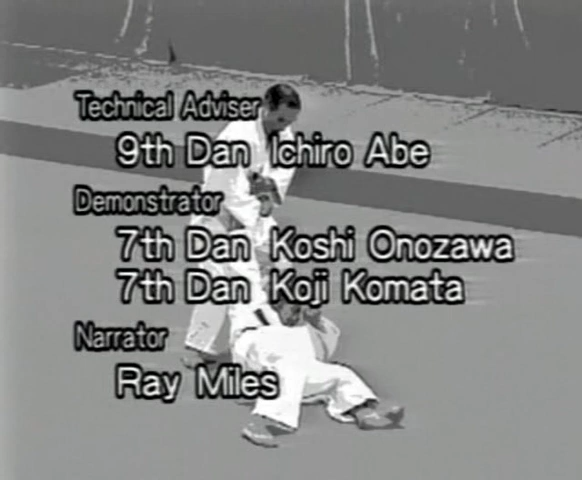 Technical Adviser
9th Dan Ichiro Abe
Demonstrator
7th Dan Koshi Onozawa
7th Dan Koji Komata
Narrator
Ray Miles